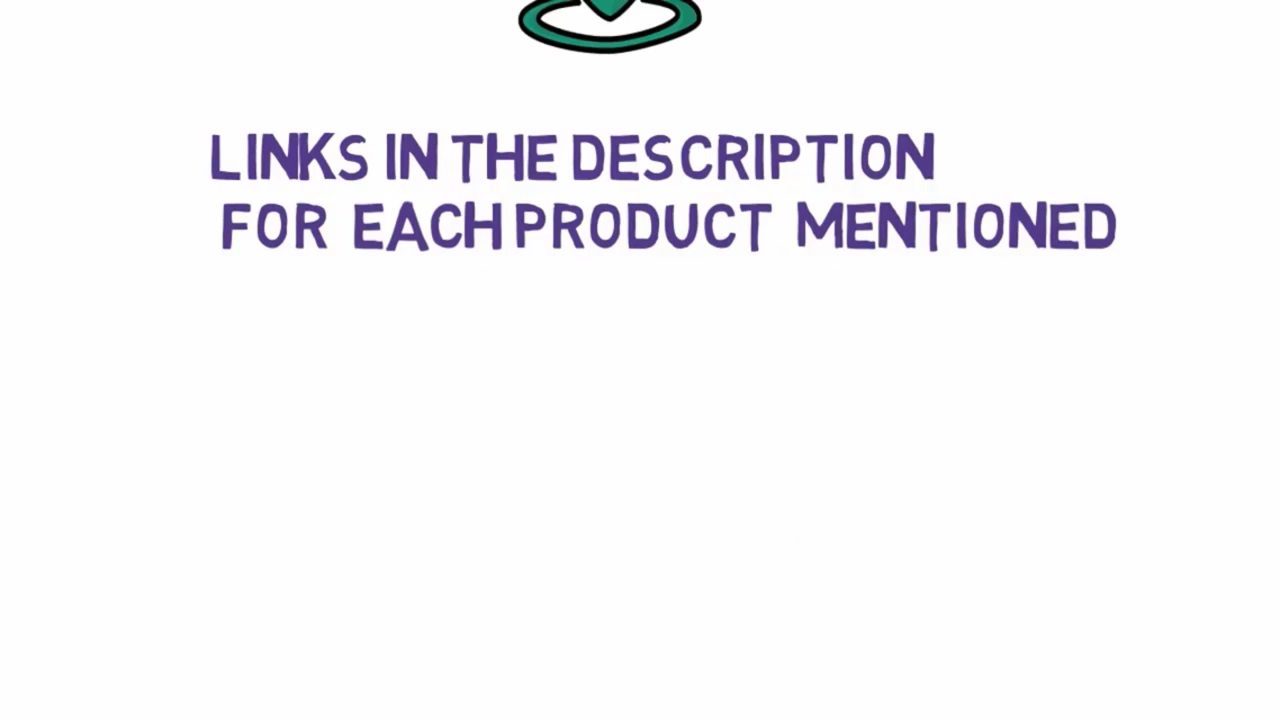 LINKS IN THE DESCRIPTION
FOR EACH PRODUCT MENTIONED